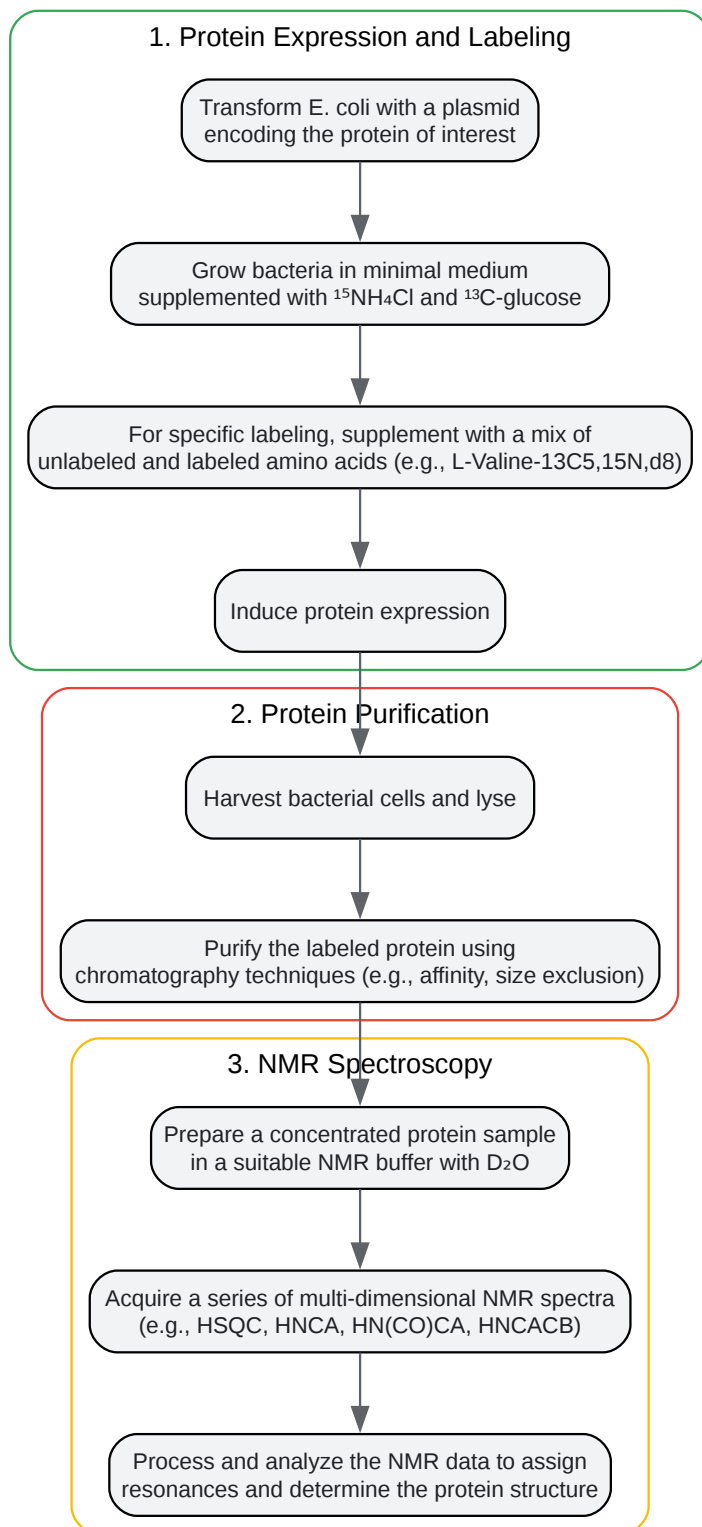 1. Protein Expression and Labeling
Transform E. coli with a plasmid
encoding the protein of interest
Grow bacteria in minimal medium
supplemented with ¹⁵NH₄Cl and ¹³C-glucose
For specific labeling, supplement with a mix of
unlabeled and labeled amino acids (e.g., L-Valine-13C5,15N,d8)
Induce protein expression
2. Protein Purification
Harvest bacterial cells and lyse
Purify the labeled protein using
chromatography techniques (e.g., affinity, size exclusion)
3. NMR Spectroscopy
Prepare a concentrated protein sample
in a suitable NMR buffer with D₂O
Acquire a series of multi-dimensional NMR spectra
(e.g., HSQC, HNCA, HN(CO)CA, HNCACB)
Process and analyze the NMR data to assign
resonances and determine the protein structure